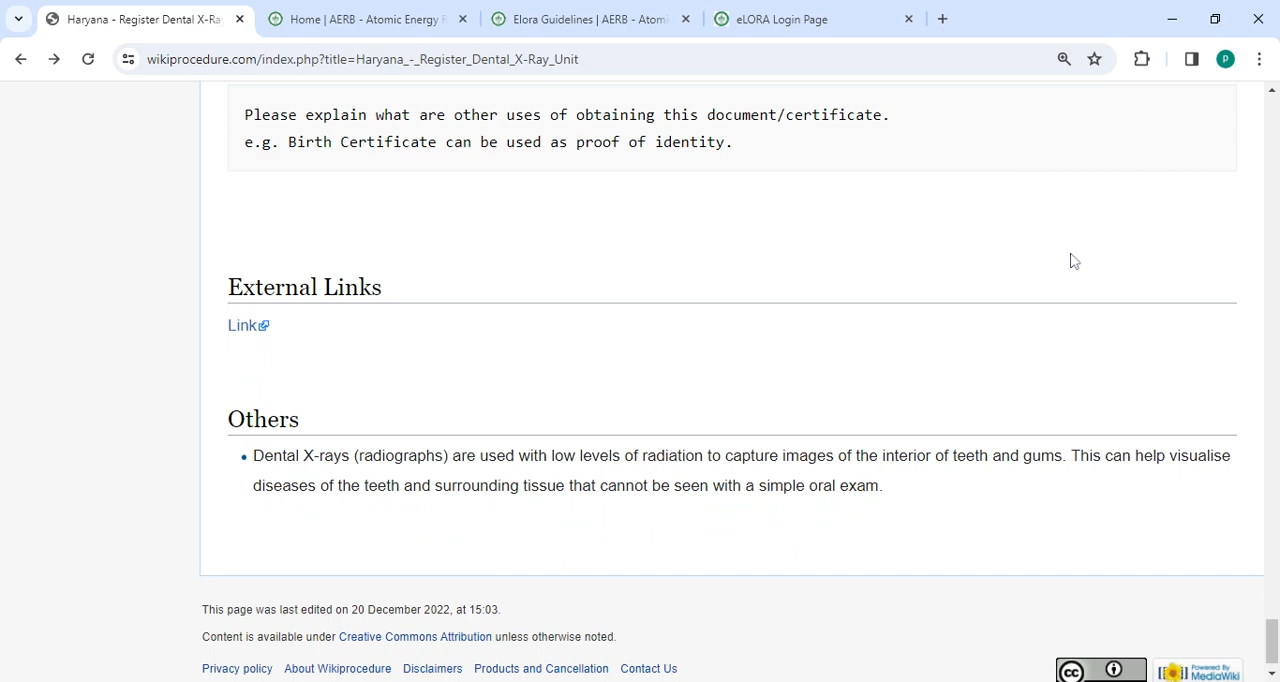 Haryana - Register Dental X-Ra
Home | AERB - Atomic Energy
Elora Guidelines | AERB - Atomi
eLORA Login Page
wikiprocedure.com/index.php?title=Haryana_-_Register_Dental_X-Ray_Unit
P
Please explain what are other uses of obtaining this document/certificate.
e.g. Birth Certificate can be used as proof of identity.
External Links
Link
Others
Dental X-rays (radiographs) are used with low levels of radiation to capture images of the interior of teeth and gums. This can help visualise
diseases of the teeth and surrounding tissue that cannot be seen with a simple oral exam.
This page was last edited on 20 December 2022, at 15:03.
Content is available under Creative Commons Attribution unless otherwise noted.
Privacy policy About Wikiprocedure Disclaimers Products and Cancellation Contact Us
cc
Powered By
MediaWiki